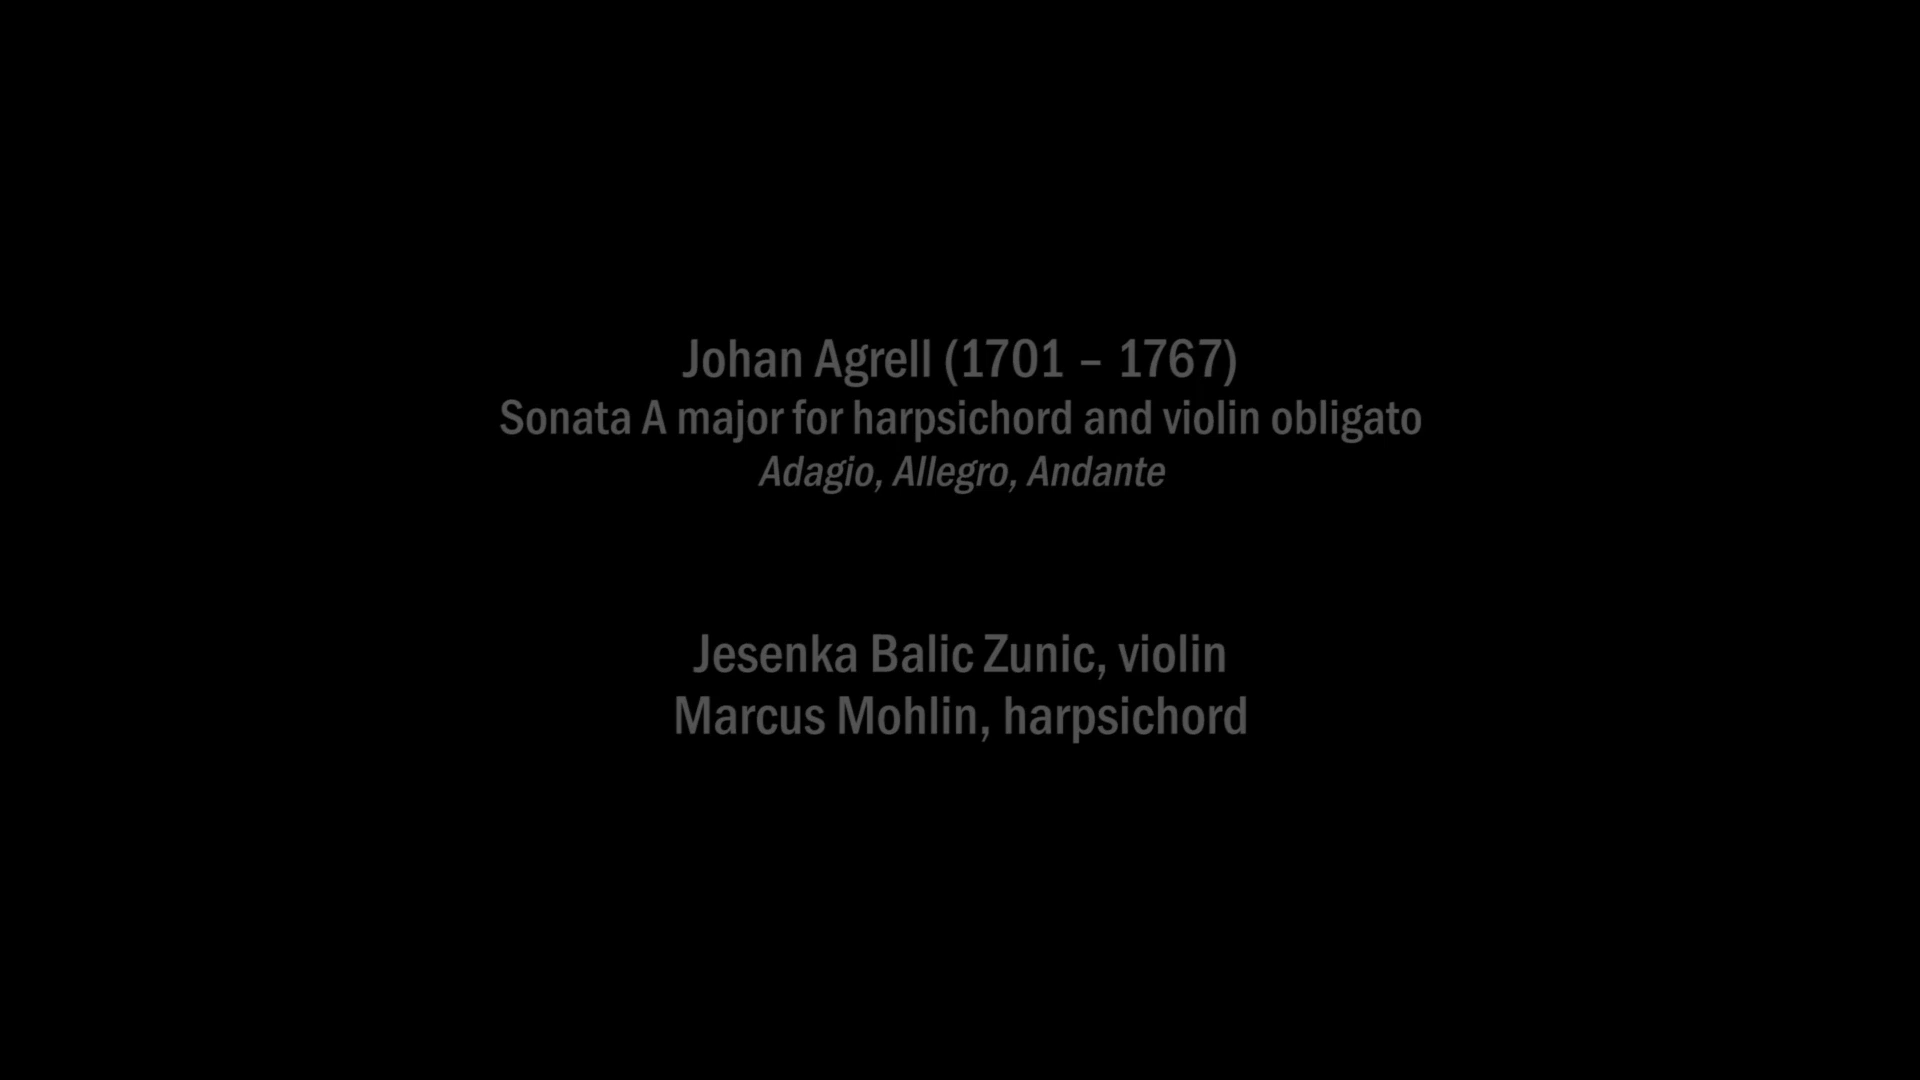 Johan Agrell (1701 – 1767)
Sonata A major for harpsichord and violin obligato
Adagio, Allegro, Andante
Jesenka Balic Zunic, violin
Marcus Mohlin, harpsichord